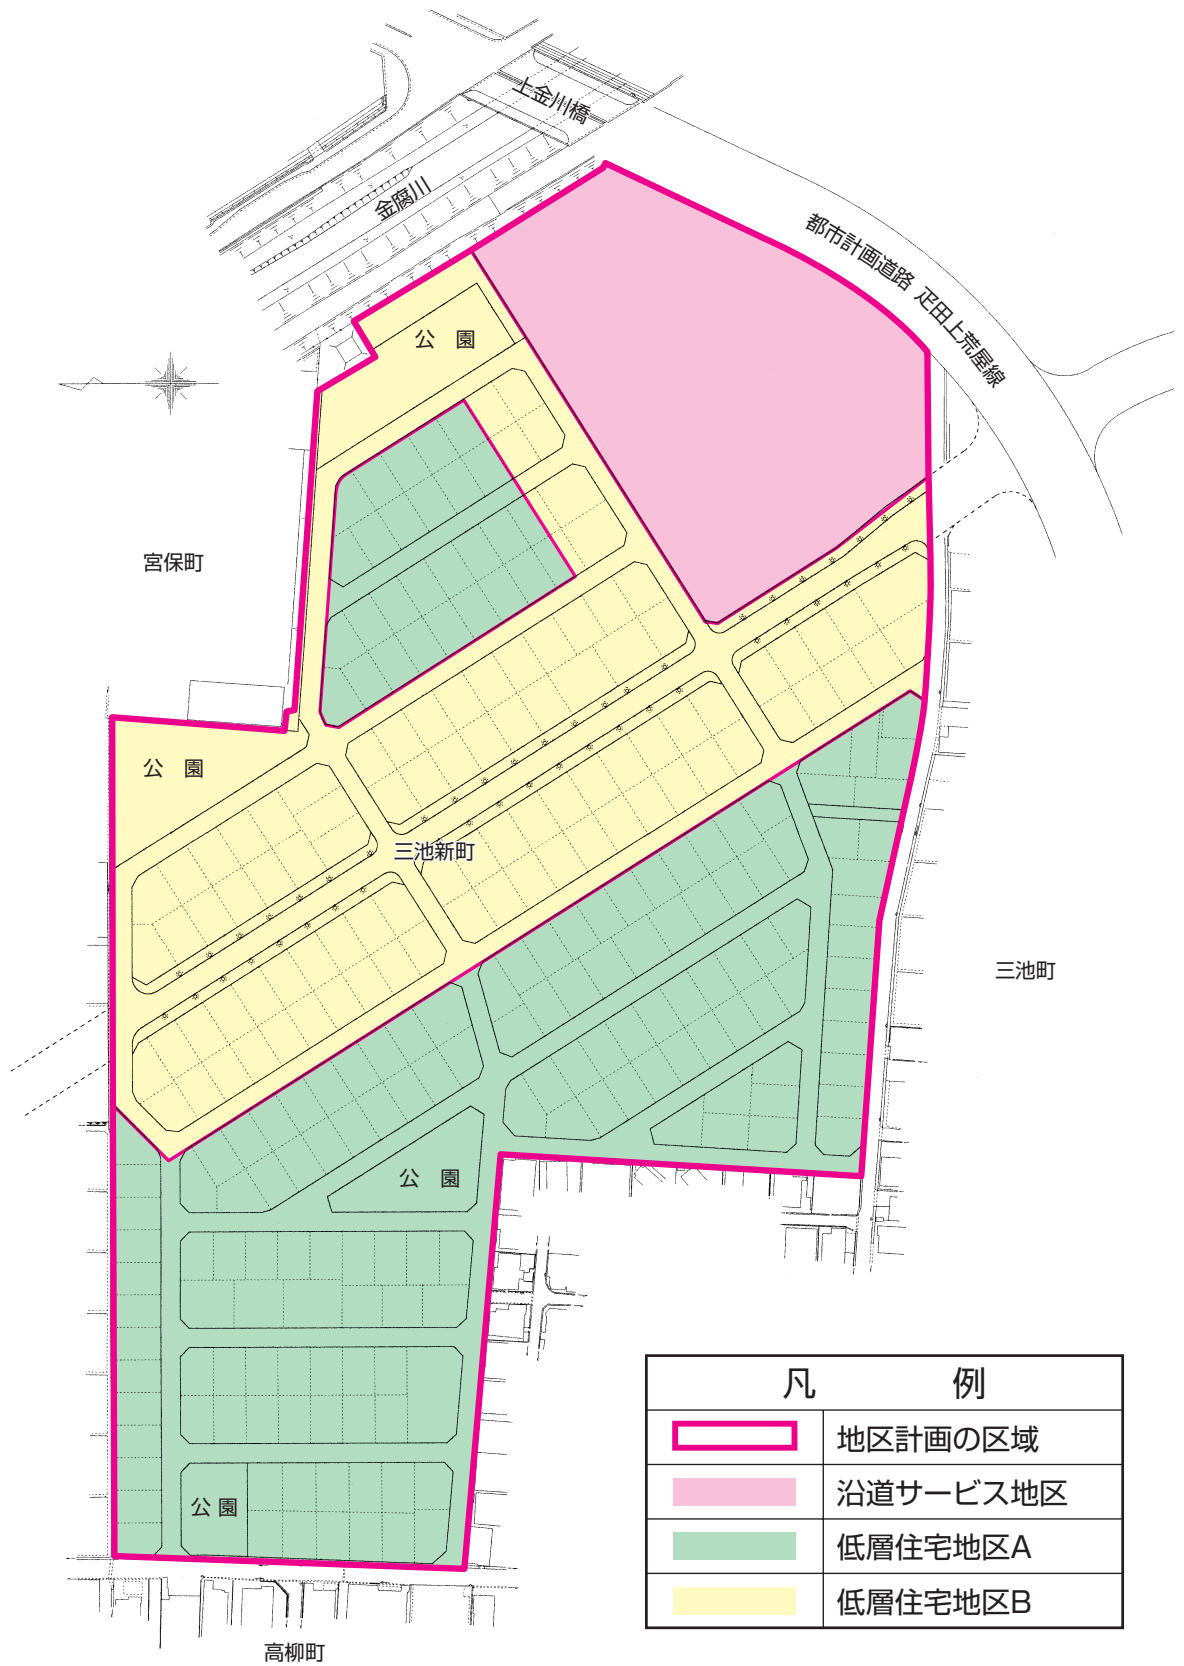 上金川橋
金腐川
都市計画道路 疋田上荒屋線
公園
宮保町
公園
三池新町
三池町
公園
公園
凡例
地区計画の区域
沿道サービス地区
低層住宅地区A
低層住宅地区B
高柳町